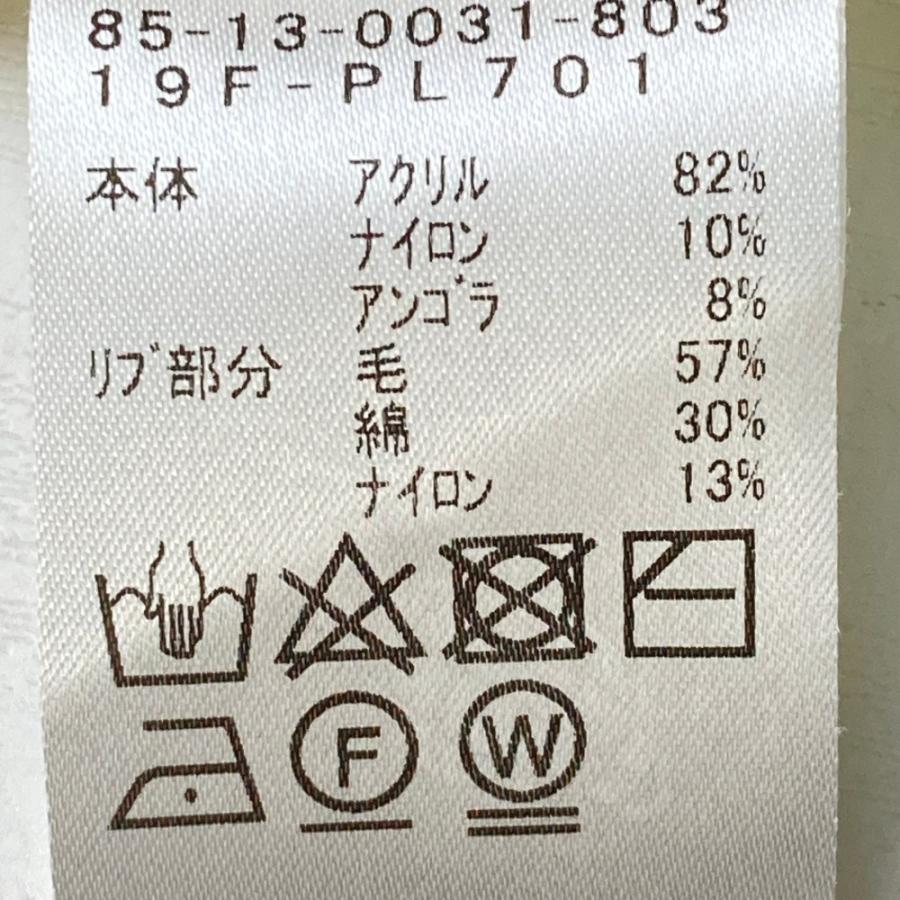 85-13-0031-803
19F-PL701
本体 アクリル 82%
ナイロン 10%
アンゴラ 8%
リブ部分 毛 57%
綿 30%
ナイロン 13%
F W